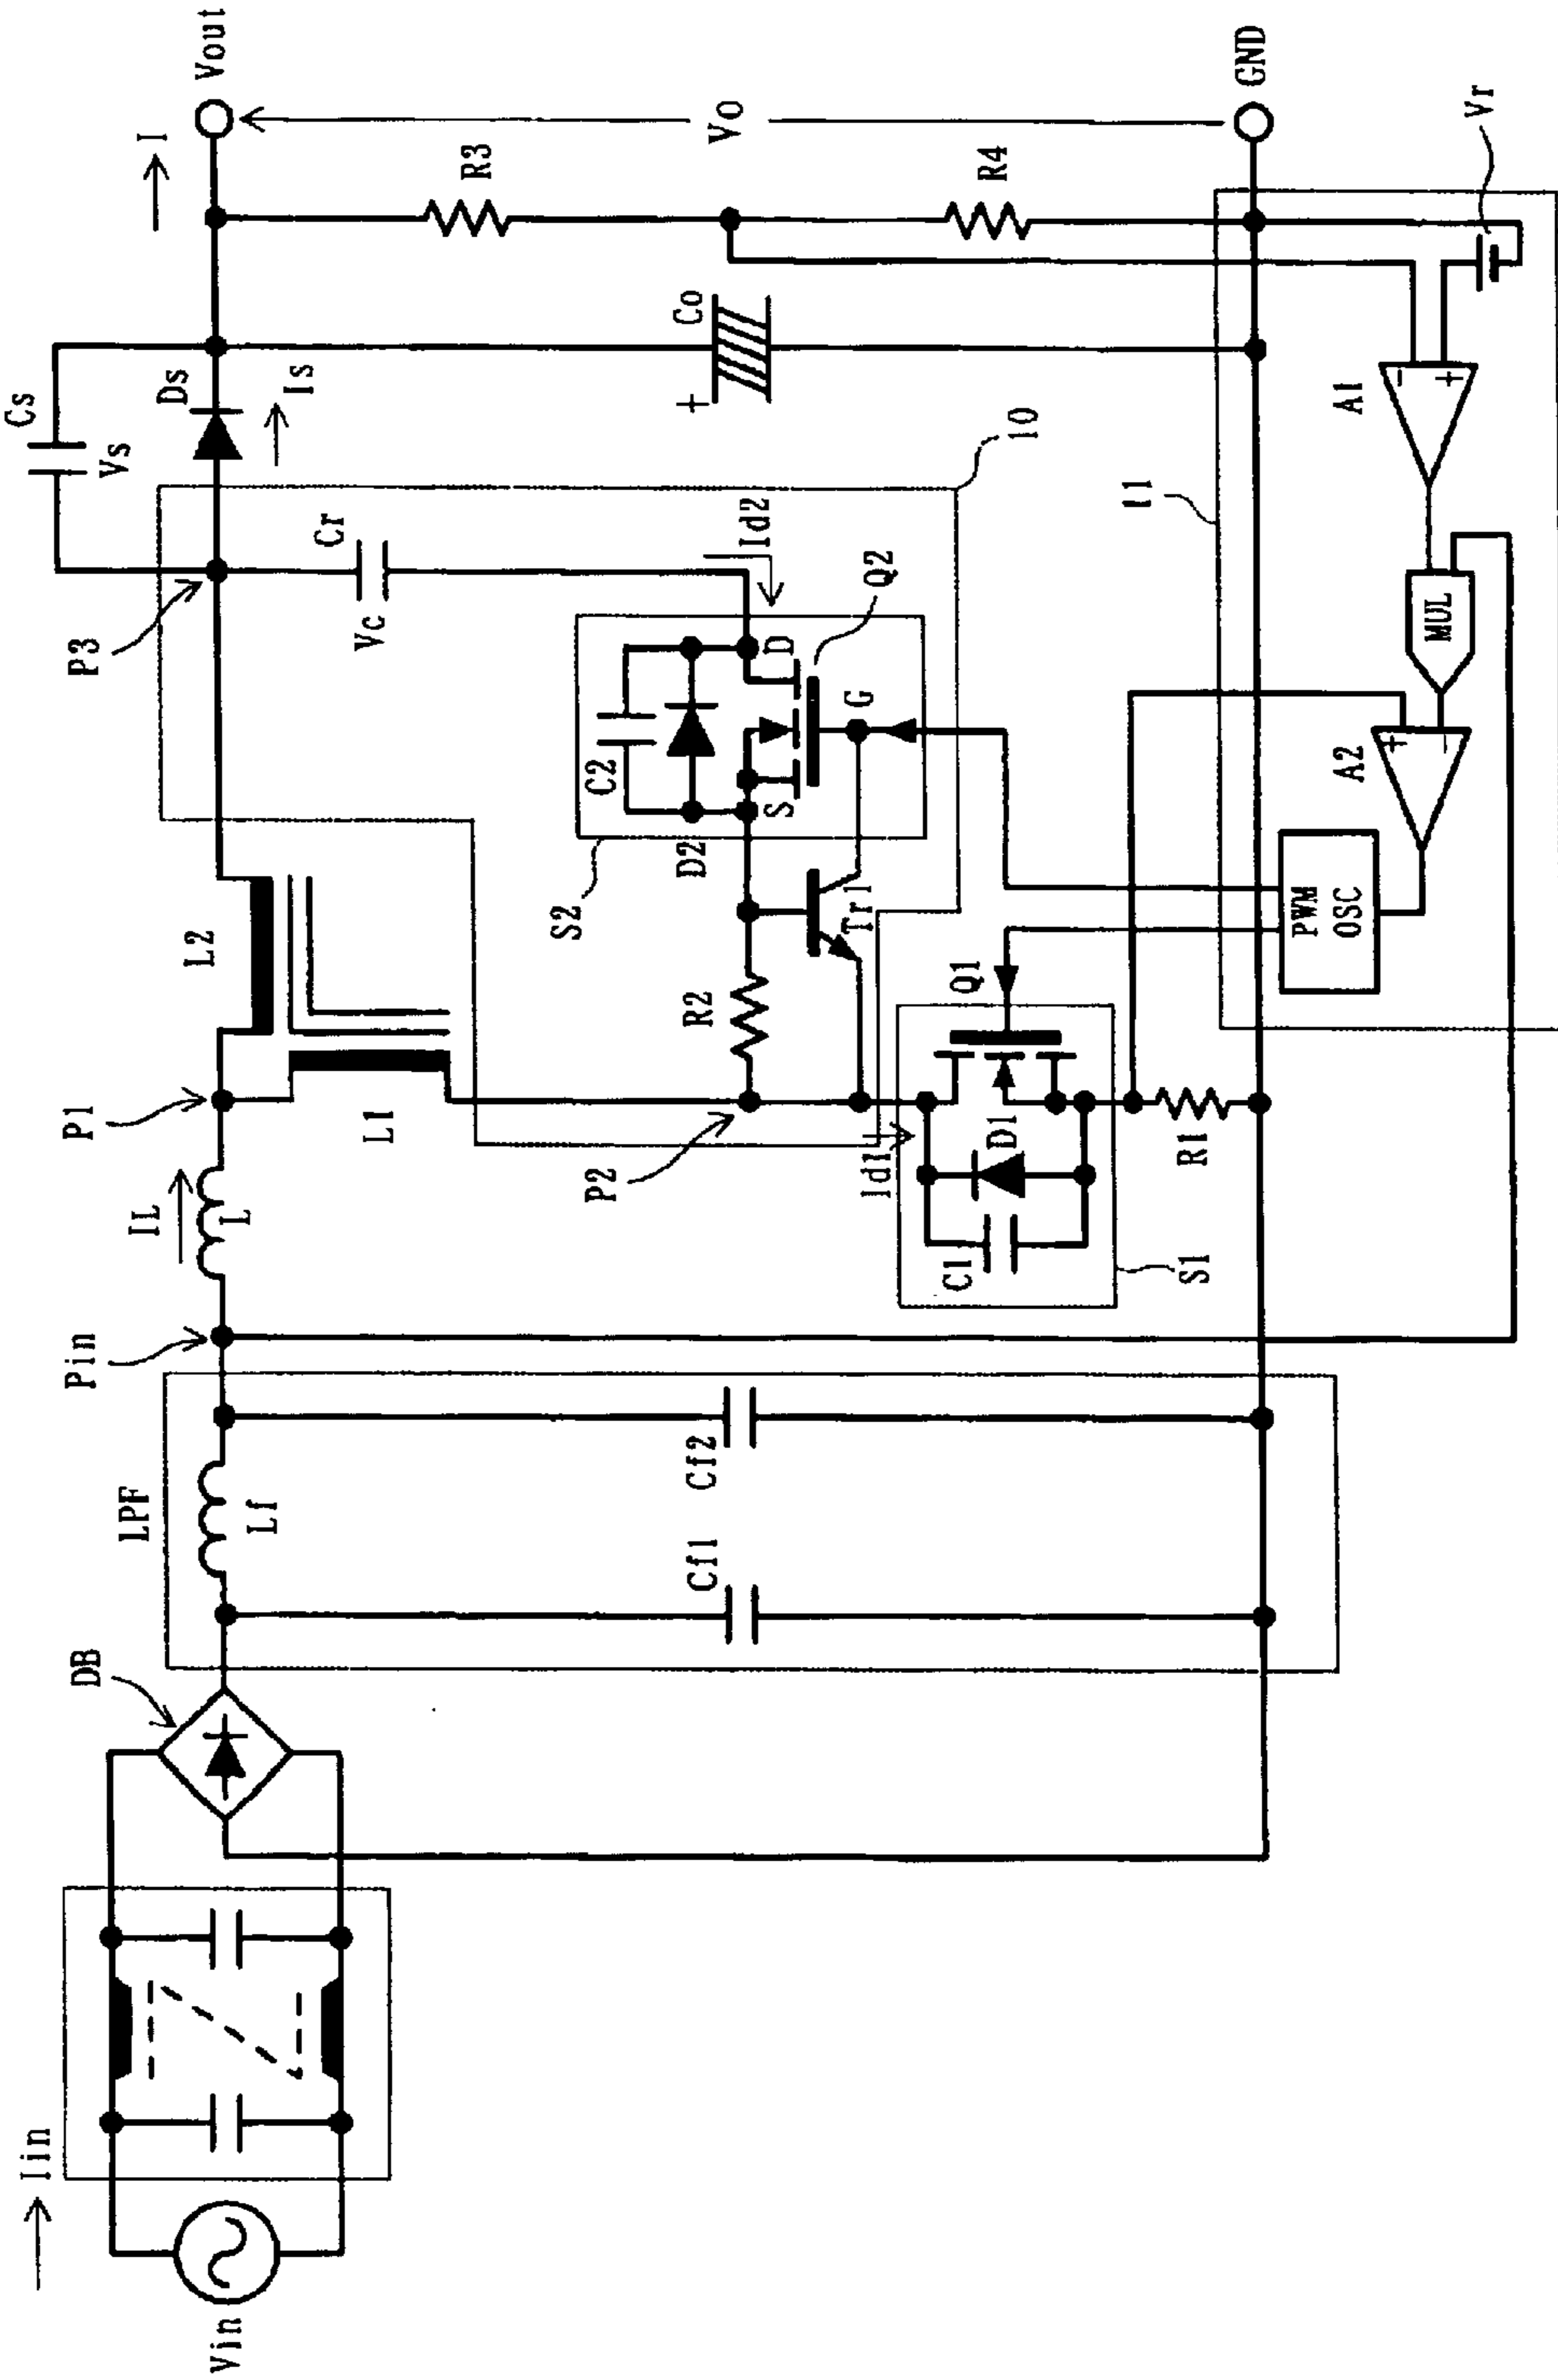 Iin
Vin
DB
LPF
Lf
Cf1
Cf2
Pin
IL
L
P1
L1
L2
P2
R2
Tr1
S2
D2
C2
S
D
G
Q2
Id2
Vc
Cr
P3
10
Cs
Vs
Ds
Is
I
Vout
Co
+
R3
R4
Vo
GND
Id1
C1
D1
Q1
S1
R1
11
PWM
OSC
A2
+
-
MUL
A1
-
+
Vr